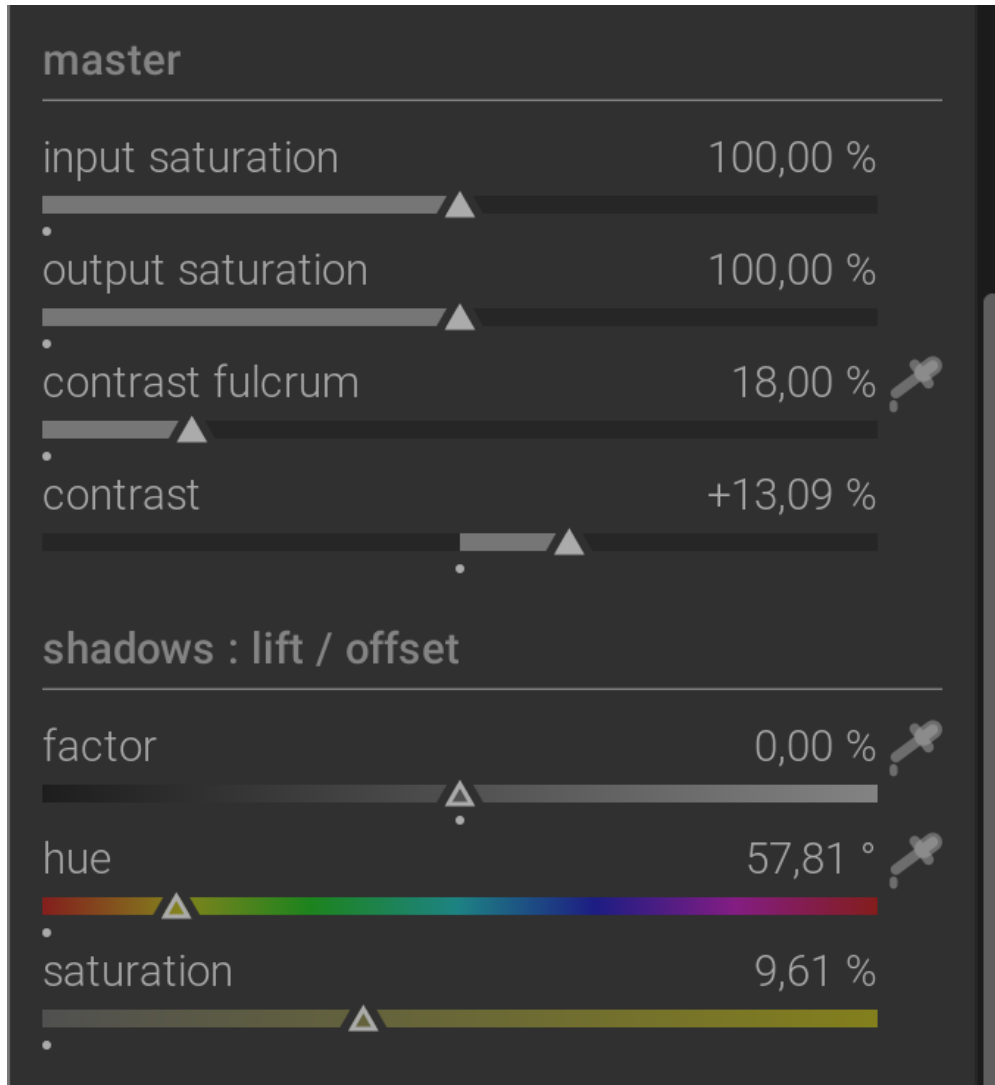 master
input saturation 100,00 %
output saturation 100,00 %
contrast fulcrum 18,00 %
contrast +13,09 %
shadows : lift / offset
factor 0,00 %
hue 57,81 °
saturation 9,61 %